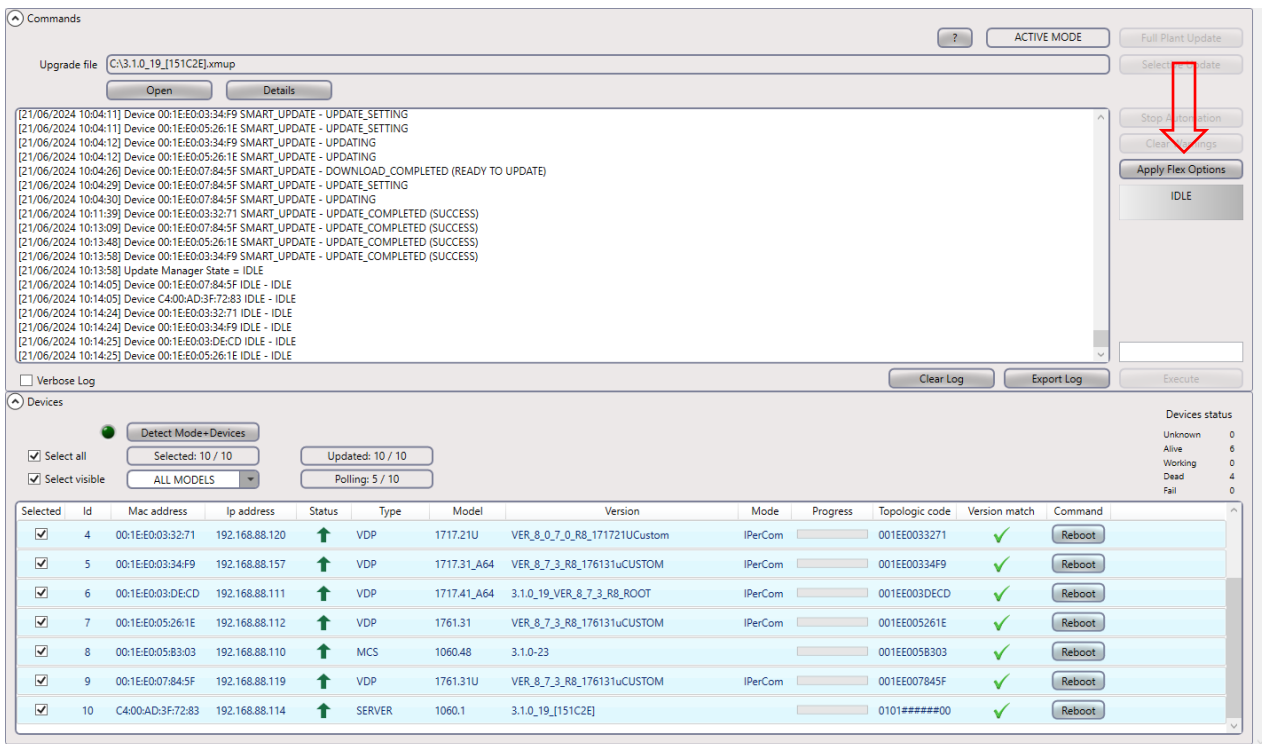 Commands
? ACTIVE MODE Full Plant Update
Upgrade file C:\3.1.0_19_[151C2E].xmup Selective Update
Open Details
[21/06/2024 10:04:11] Device 00:1E:E0:03:34:F9 SMART_UPDATE - UPDATE_SETTING
[21/06/2024 10:04:11] Device 00:1E:E0:05:26:1E SMART_UPDATE - UPDATE_SETTING
[21/06/2024 10:04:12] Device 00:1E:E0:03:34:F9 SMART_UPDATE - UPDATING
[21/06/2024 10:04:12] Device 00:1E:E0:05:26:1E SMART_UPDATE - UPDATING
[21/06/2024 10:04:26] Device 00:1E:E0:07:84:5F SMART_UPDATE - DOWNLOAD_COMPLETED (READY TO UPDATE)
[21/06/2024 10:04:29] Device 00:1E:E0:07:84:5F SMART_UPDATE - UPDATE_SETTING
[21/06/2024 10:04:30] Device 00:1E:E0:07:84:5F SMART_UPDATE - UPDATING
[21/06/2024 10:11:39] Device 00:1E:E0:03:32:71 SMART_UPDATE - UPDATE_COMPLETED (SUCCESS)
[21/06/2024 10:13:09] Device 00:1E:E0:07:84:5F SMART_UPDATE - UPDATE_COMPLETED (SUCCESS)
[21/06/2024 10:13:48] Device 00:1E:E0:05:26:1E SMART_UPDATE - UPDATE_COMPLETED (SUCCESS)
[21/06/2024 10:13:58] Device 00:1E:E0:03:34:F9 SMART_UPDATE - UPDATE_COMPLETED (SUCCESS)
[21/06/2024 10:13:58] Update Manager State = IDLE
[21/06/2024 10:14:05] Device 00:1E:E0:07:84:5F IDLE - IDLE
[21/06/2024 10:14:05] Device C4:00:AD:3F:72:83 IDLE - IDLE
[21/06/2024 10:14:24] Device 00:1E:E0:03:32:71 IDLE - IDLE
[21/06/2024 10:14:24] Device 00:1E:E0:03:34:F9 IDLE - IDLE
[21/06/2024 10:14:25] Device 00:1E:E0:03:DE:CD IDLE - IDLE
[21/06/2024 10:14:25] Device 00:1E:E0:05:26:1E IDLE - IDLE
Stop Automation
Clear Warnings
Apply Flex Options
IDLE
Verbose Log Clear Log Export Log Execute
Devices
Devices status
Unknown 0
Alive 6
Working 0
Dead 4
Fail 0
Detect Mode+Devices
Select all Selected: 10 / 10 Updated: 10 / 10
Select visible ALL MODELS Polling: 5 / 10
Selected Id Mac address Ip address Status Type Model Version Mode Progress Topologic code Version match Command
4 00:1E:E0:03:32:71 192.168.88.120 VDP 1717.21U VER_8_0_7_0_R8_171721UCustom IPerCom 001EE0033271 Reboot
5 00:1E:E0:03:34:F9 192.168.88.157 VDP 1717.31_A64 VER_8_7_3_R8_176131uCUSTOM IPerCom 001EE00334F9 Reboot
6 00:1E:E0:03:DE:CD 192.168.88.111 VDP 1717.41_A64 3.1.0_19_VER_8_7_3_R8_ROOT IPerCom 001EE003DECD Reboot
7 00:1E:E0:05:26:1E 192.168.88.112 VDP 1761.31 VER_8_7_3_R8_176131uCUSTOM IPerCom 001EE005261E Reboot
8 00:1E:E0:05:B3:03 192.168.88.110 MCS 1060.48 3.1.0-23 001EE005B303 Reboot
9 00:1E:E0:07:84:5F 192.168.88.119 VDP 1761.31U VER_8_7_3_R8_176131uCUSTOM IPerCom 001EE007845F Reboot
10 C4:00:AD:3F:72:83 192.168.88.114 SERVER 1060.1 3.1.0_19_[151C2E] 0101######00 Reboot